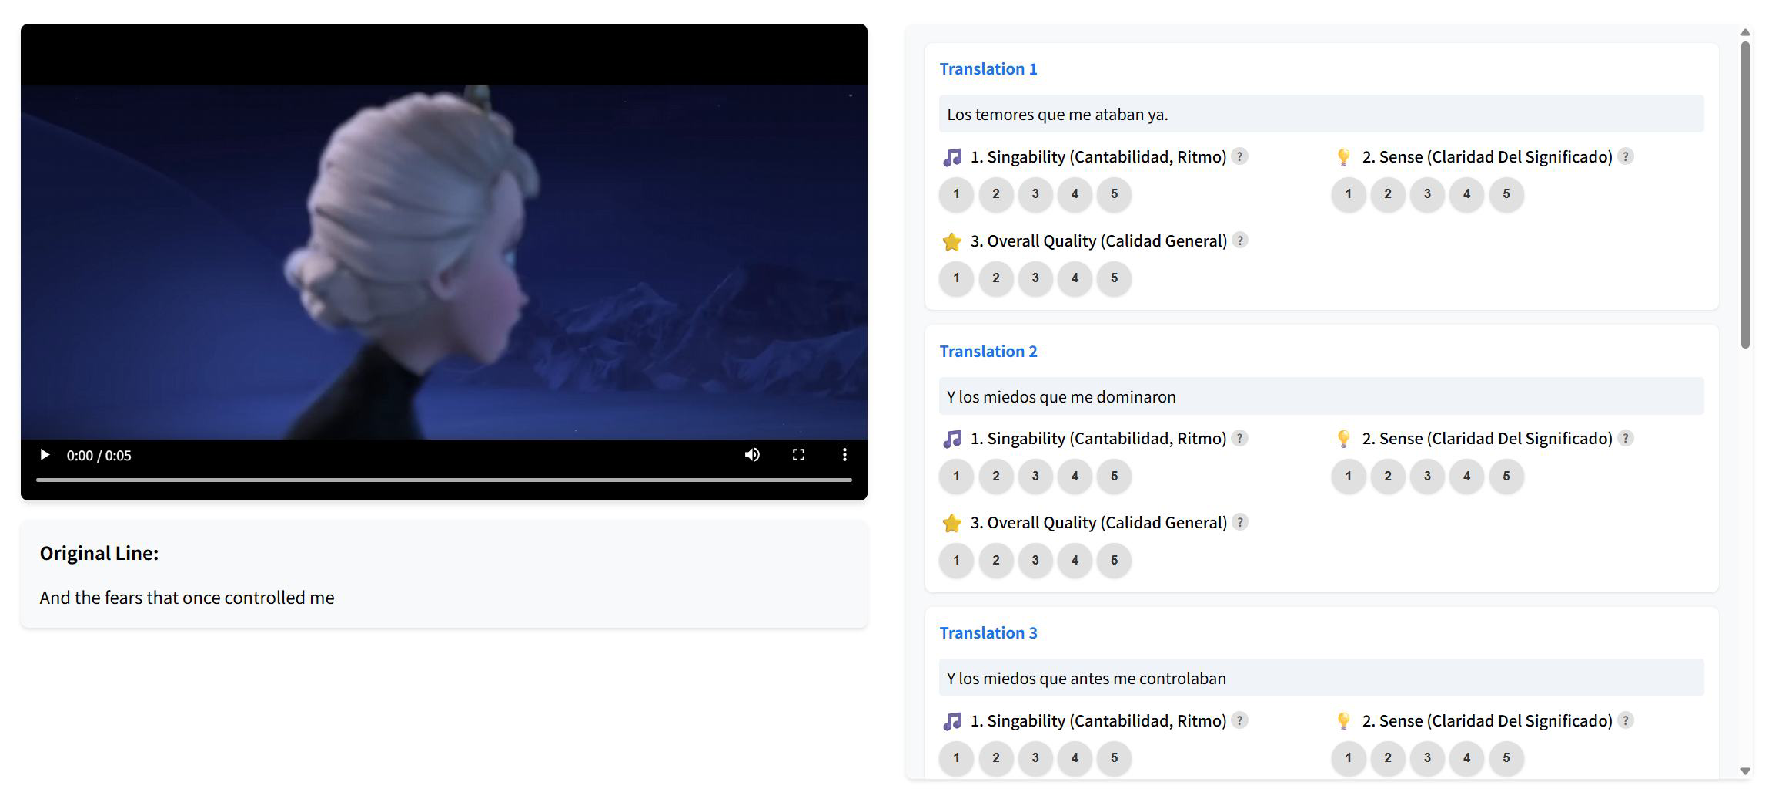 0:00 / 0:05
Original Line:
And the fears that once controlled me
Translation 1
Los temores que me ataban ya.
1. Singability (Cantabilidad, Ritmo) ?
1 2 3 4 5
2. Sense (Claridad Del Significado) ?
1 2 3 4 5
3. Overall Quality (Calidad General) ?
1 2 3 4 5
Translation 2
Y los miedos que me dominaron
1. Singability (Cantabilidad, Ritmo) ?
1 2 3 4 5
2. Sense (Claridad Del Significado) ?
1 2 3 4 5
3. Overall Quality (Calidad General) ?
1 2 3 4 5
Translation 3
Y los miedos que antes me controlaban
1. Singability (Cantabilidad, Ritmo) ?
1 2 3 4 5
2. Sense (Claridad Del Significado) ?
1 2 3 4 5